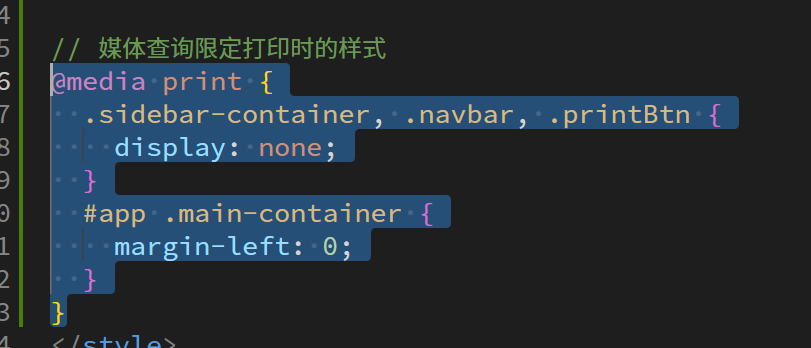 4
5 // 媒体查询限定打印时的样式
6 @media print {
7 .sidebar-container, .navbar, .printBtn {
8 display: none;
9 }
0 #app .main-container {
1 margin-left: 0;
2 }
3 }
4 </style>